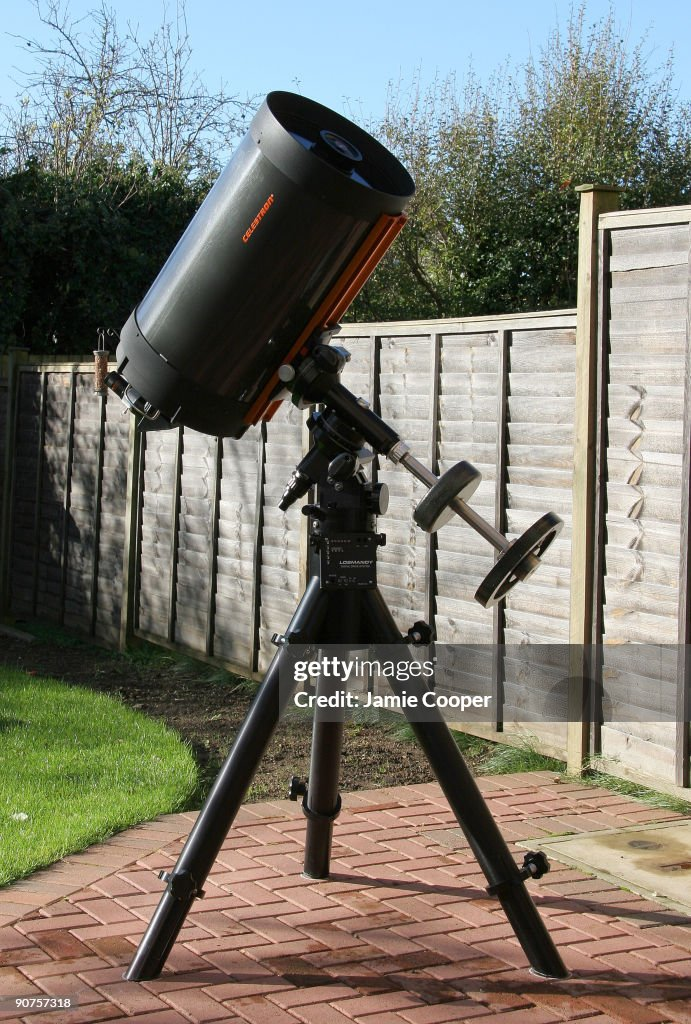 CELESTRON
LOSMANDY
gettyimages
Credit: Jamie Cooper
90757318